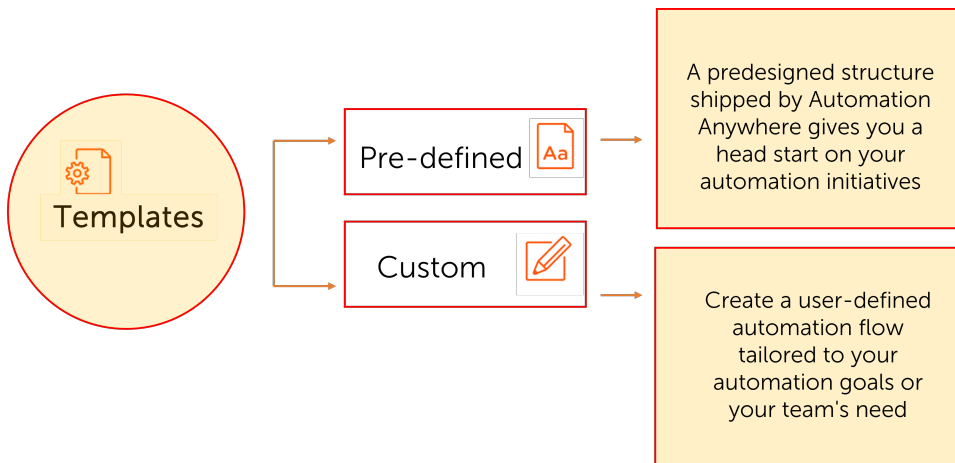 Templates
Pre-defined
Aa
A predesigned structure
shipped by Automation
Anywhere gives you a
head start on your
automation initiatives
Custom
Create a user-defined
automation flow
tailored to your
automation goals or
your team's need